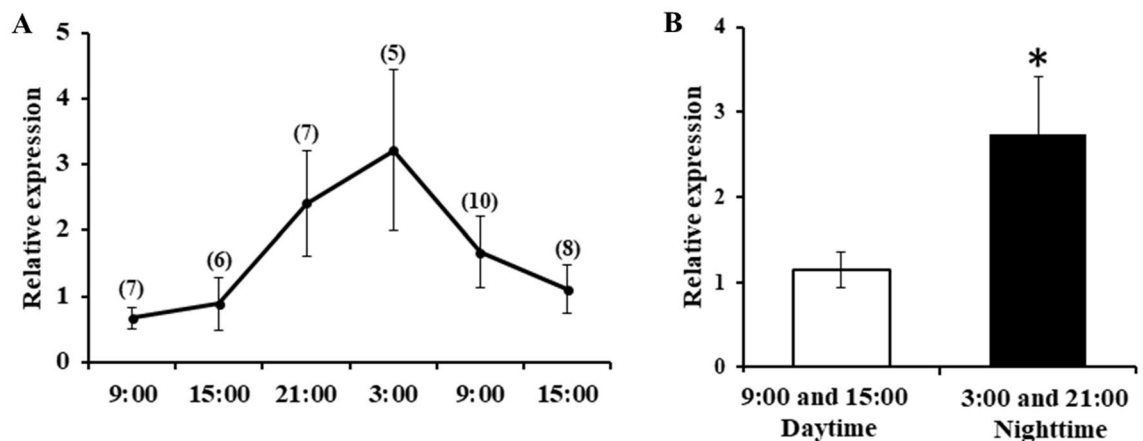 A
Relative expression
5
4
3
2
1
0
(7)
(6)
(7)
(5)
(10)
(8)
9:00 15:00 21:00 3:00 9:00 15:00
B
Relative expression
4
3
2
1
0
*
9:00 and 15:00 3:00 and 21:00
Daytime Nighttime